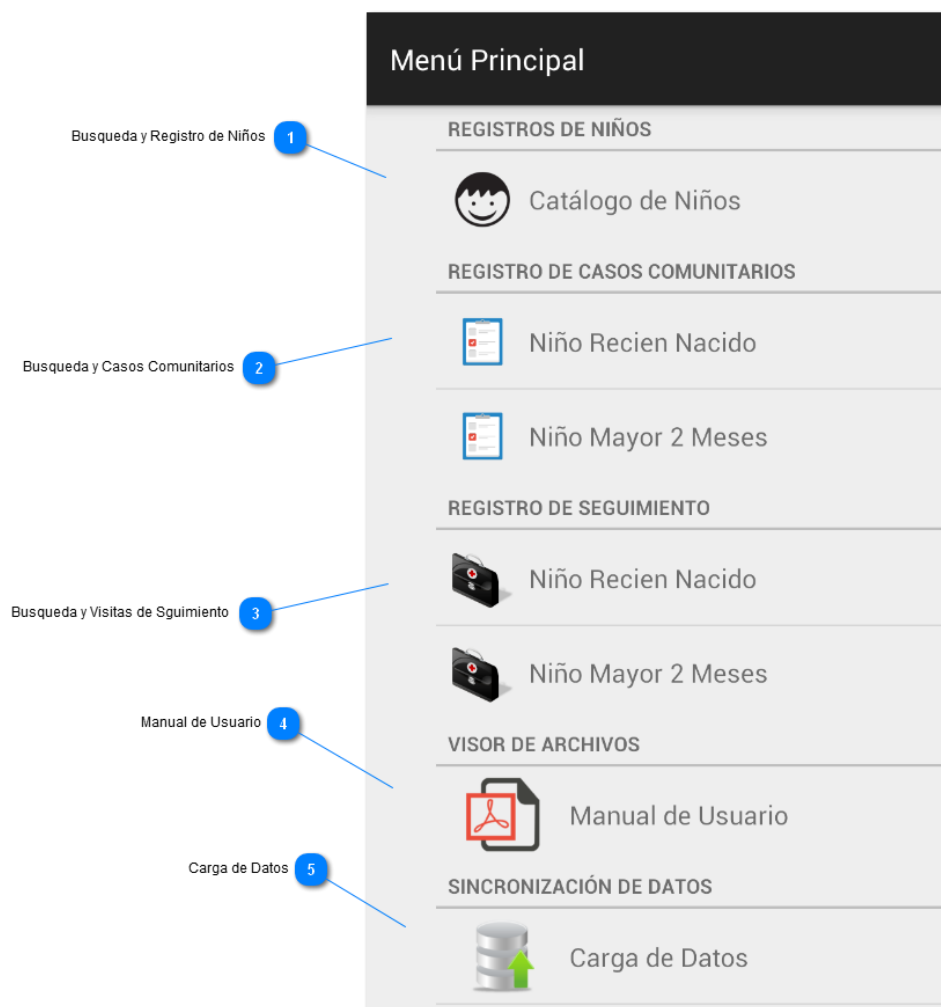 Menú Principal
Busqueda y Registro de Niños 1
REGISTROS DE NIÑOS
Catálogo de Niños
REGISTRO DE CASOS COMUNITARIOS
Niño Recien Nacido
Busqueda y Casos Comunitarios 2
Niño Mayor 2 Meses
REGISTRO DE SEGUIMIENTO
Niño Recien Nacido
Busqueda y Visitas de Sguimiento 3
Niño Mayor 2 Meses
Manual de Usuario 4
VISOR DE ARCHIVOS
Manual de Usuario
Carga de Datos 5
SINCRONIZACIÓN DE DATOS
Carga de Datos